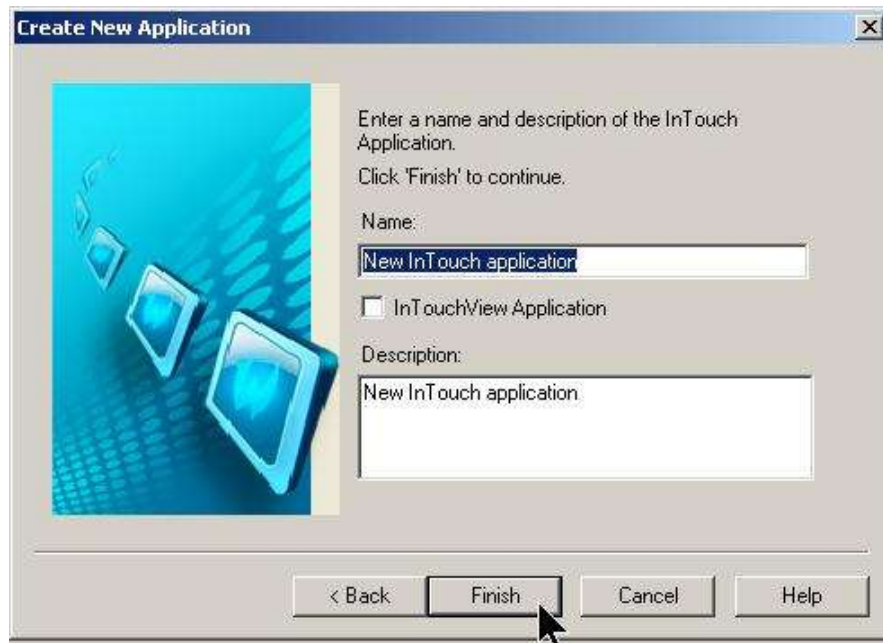 Create New Application
Enter a name and description of the InTouch
Application.
Click 'Finish' to continue.
Name:
New InTouch application
InTouchView Application
Description:
New InTouch application
< Back
Finish
Cancel
Help